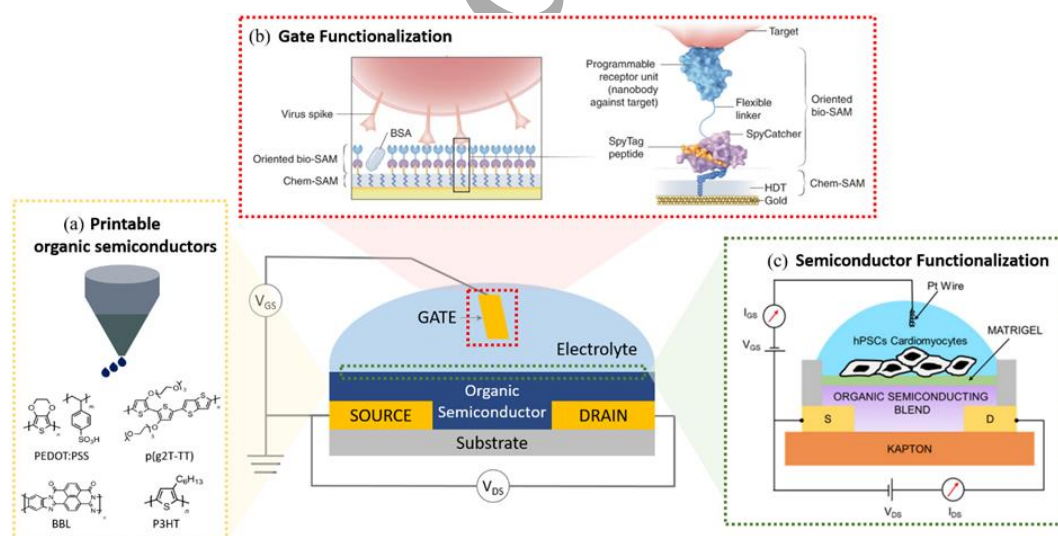 (b) Gate Functionalization
Virus spike
BSA
Oriented bio-SAM
Chem-SAM
Target
Programmable
receptor unit
(nanobody
against target)
Flexible
linker
Oriented
bio-SAM
SpyCatcher
SpyTag
peptide
HDT
Gold
Chem-SAM
(a) Printable
organic semiconductors
PEDOT:PSS
p(g2T-TT)
BBL
C6H13
P3HT
SO3H
O
S
n
m
3
N
VGS
GATE
Electrolyte
Organic
Semiconductor
SOURCE
DRAIN
Substrate
VDS
(c) Semiconductor Functionalization
Pt Wire
IGS
VGS
hPSCs Cardiomyocytes
MATRIGEL
ORGANIC SEMICONDUCTING
BLEND
S
D
KAPTON
VDS
IDS